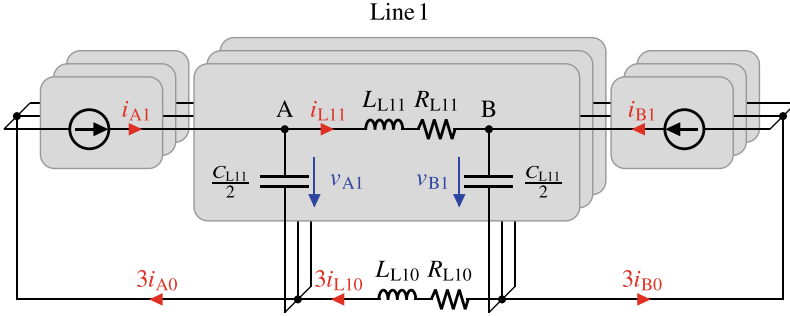 Line 1
i_A1 A i_L11 L_L11 R_L11 B i_B1
C_L11/2 v_A1 v_B1 C_L11/2
3i_A0 3i_L10 L_L10 R_L10 3i_B0